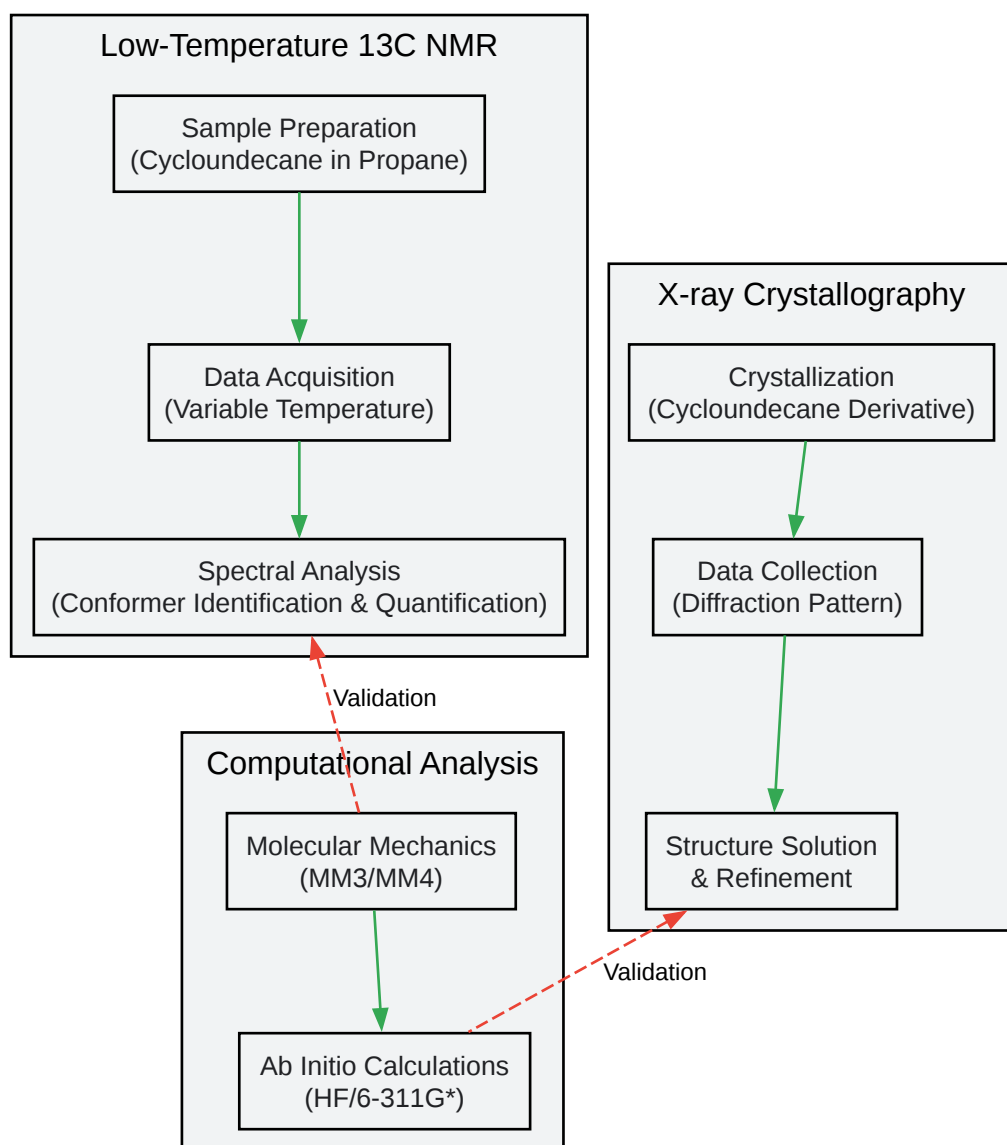 Low-Temperature 13C NMR
Sample Preparation
(Cycloundecane in Propane)
Data Acquisition
(Variable Temperature)
Spectral Analysis
(Conformer Identification & Quantification)
Validation
Computational Analysis
Molecular Mechanics
(MM3/MM4)
Ab Initio Calculations
(HF/6-311G*)
Validation
X-ray Crystallography
Crystallization
(Cycloundecane Derivative)
Data Collection
(Diffraction Pattern)
Structure Solution
& Refinement